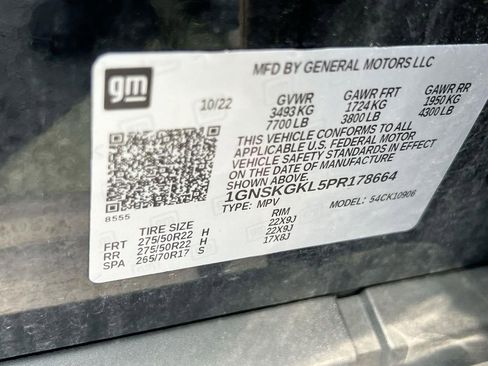 gm
MFD BY GENERAL MOTORS LLC
10/22 GVWR GAWR FRT GAWR RR
3493 KG 1724 KG 1950 KG
7700 LB 3800 LB 4300 LB
THIS VEHICLE CONFORMS TO ALL
APPLICABLE U.S. FEDERAL MOTOR
VEHICLE SAFETY STANDARDS IN EFFECT ON THE
DATE OF MANUFACTURE
1GNSKGKL5PR178664
8555 TYPE: MPV MODEL: 54CK10906
TIRE SIZE RIM
FRT 275/50R22 H 22X9J
RR 275/50R22 H 22X9J
SPA 265/70R17 S 17X8J